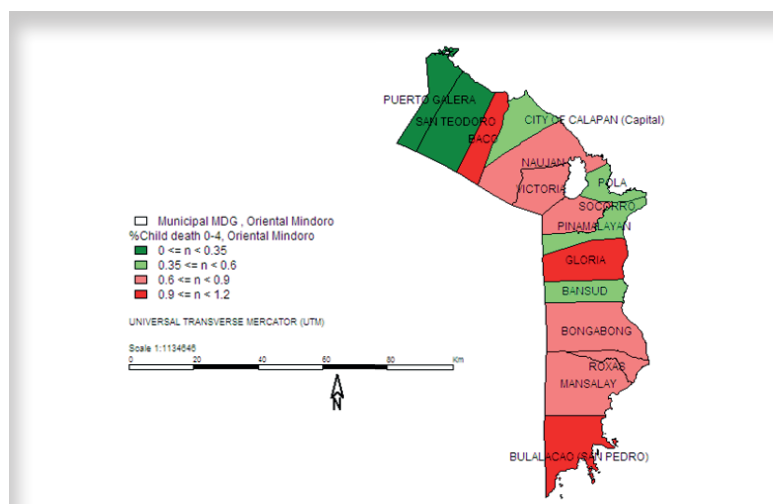 PUERTO GALERA
SAN TEODORO
BACO
CITY OF CALAPAN (Capital)
NAUJAN
VICTORIA
POLA
SOCORRO
PINAMALAYAN
GLORIA
BANSUD
BONGABONG
ROXAS
MANSALAY
BULALACAO (SAN PEDRO)
Municipal MDG , Oriental Mindoro
%Child death 0-4, Oriental Mindoro
0 <= n < 0.35
0.35 <= n < 0.6
0.6 <= n < 0.9
0.9 <= n < 1.2
UNIVERSAL TRANSVERSE MERCATOR (UTM)
Scale 1:1134646
0 20 40 60 80 Km
N